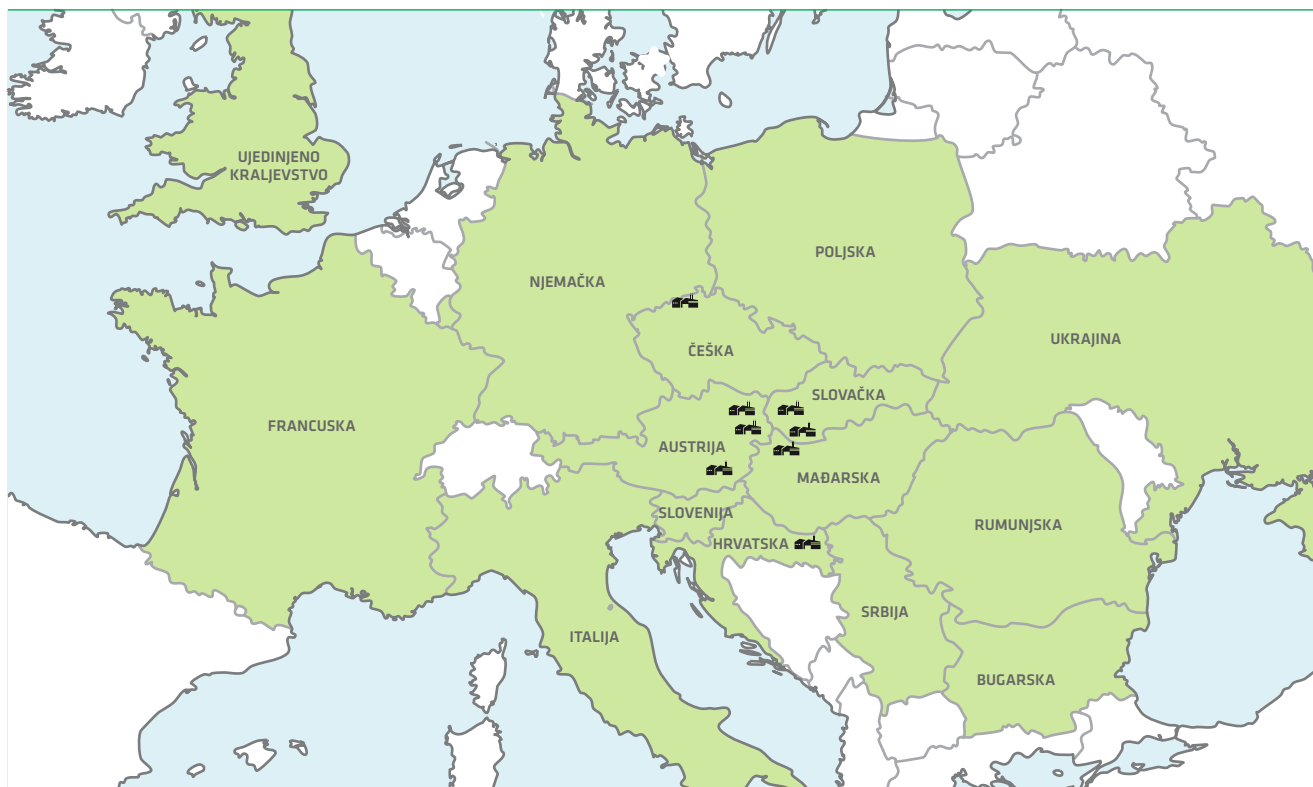 UJEDINJENO
KRALJEVSTVO
POLJSKA
NJEMAČKA
UKRAJINA
ČEŠKA
SLOVAČKA
FRANCUSKA
AUSTRIJA
MAĐARSKA
SLOVENIJA
RUMUNJSKA
HRVATSKA
SRBIJA
ITALIJA
BUGARSKA